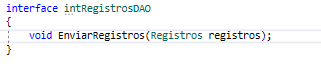 interface intRegistrosDAO
{
void EnviarRegistros(Registros registros);
}